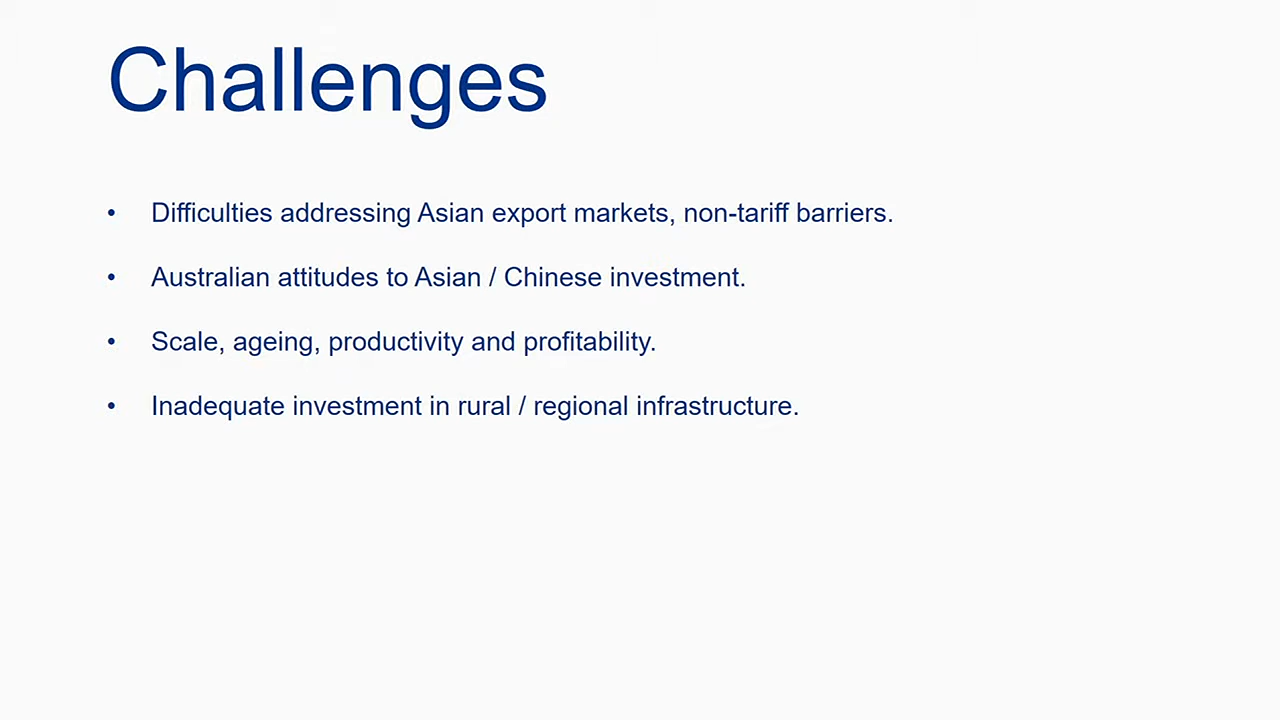 Challenges
• Difficulties addressing Asian export markets, non-tariff barriers.
• Australian attitudes to Asian / Chinese investment.
• Scale, ageing, productivity and profitability.
• Inadequate investment in rural / regional infrastructure.